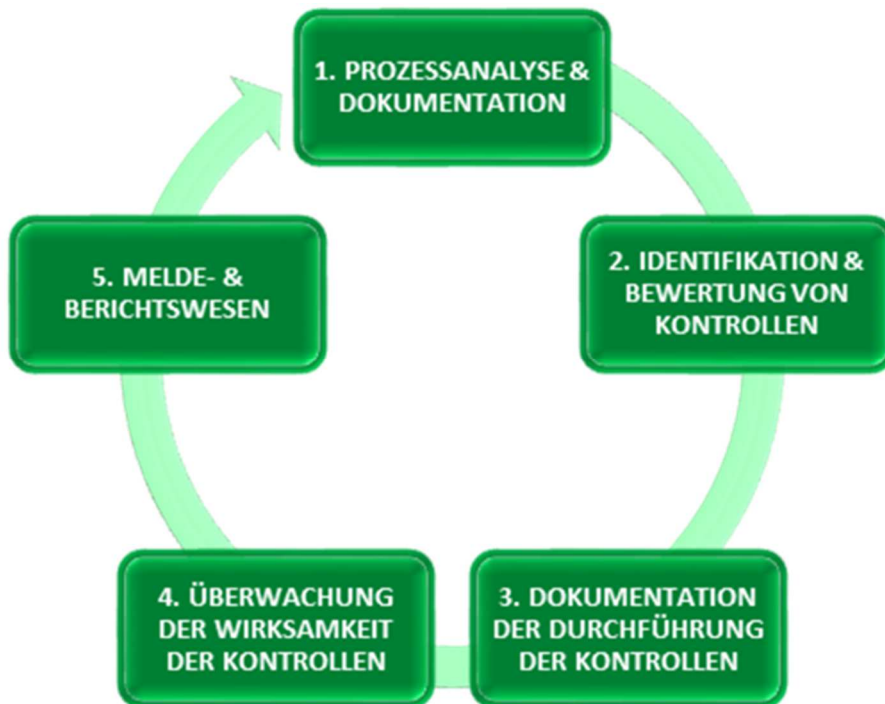 1. PROZESSANALYSE &
DOKUMENTATION
2. IDENTIFIKATION &
BEWERTUNG VON
KONTROLLEN
3. DOKUMENTATION
DER DURCHFÜHRUNG
DER KONTROLLEN
4. ÜBERWACHUNG
DER WIRKSAMKEIT
DER KONTROLLEN
5. MELDE- &
BERICHTSWESEN